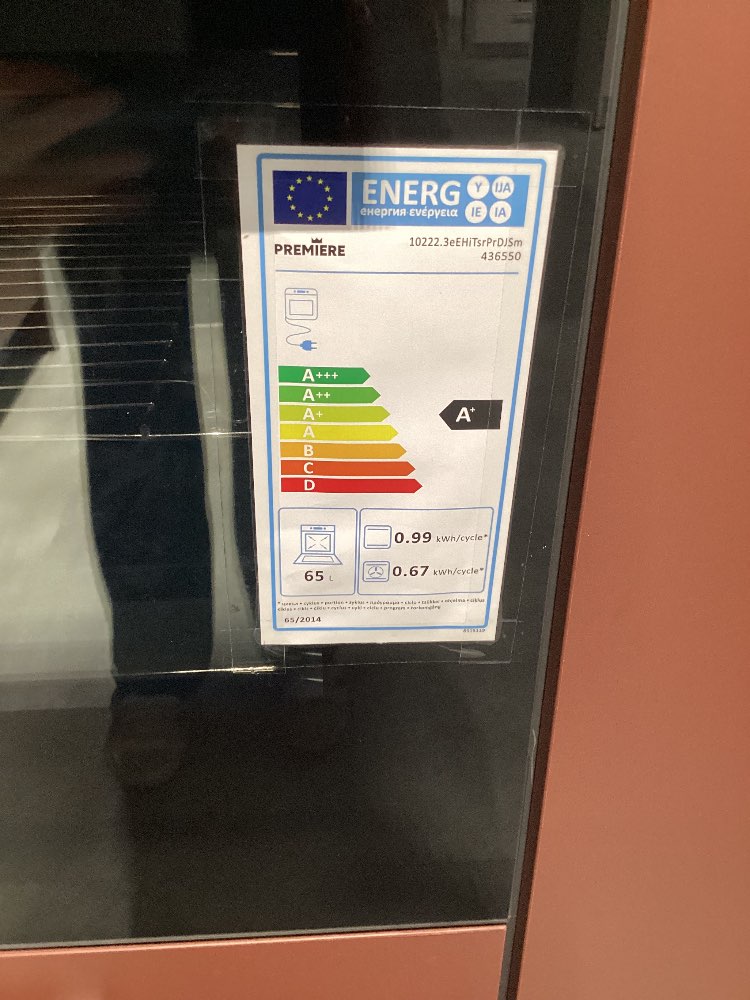 ENERG Y IJA
енергия·ενέργεια IE IA
PREMIERE
10222.3eEHiTsrPrDJSm
436550
A+++
A++
A+
A
B
C
D
A+
65 L
0.99 kWh/cycle*
0.67 kWh/cycle*
65/2014